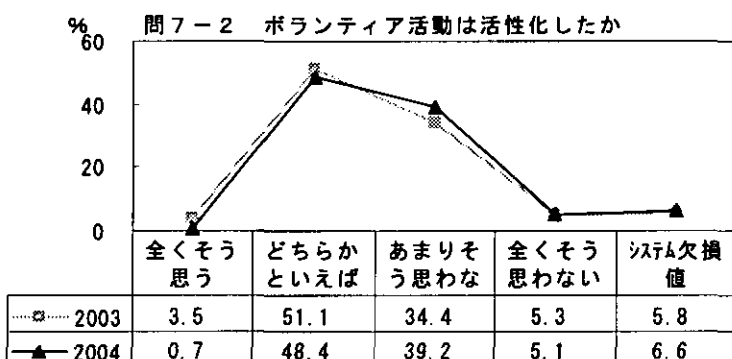 % 問7-2 ボランティア活動は活性化したか
60
40
20
0
全くそう思う どちらかといえば あまりそう思わな 全くそう思わない システム欠損値
2003 3.5 51.1 34.4 5.3 5.8
2004 0.7 48.4 39.2 5.1 6.6